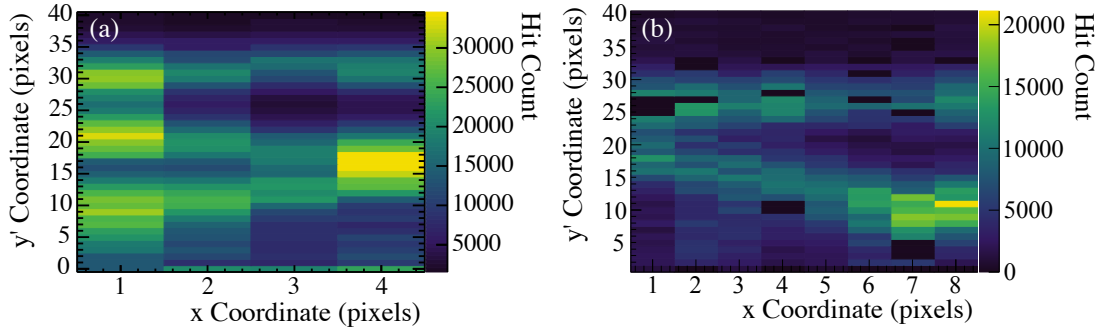 (a)
y' Coordinate (pixels)
40
35
30
25
20
15
10
5
0
1 2 3 4
x Coordinate (pixels)
30000
25000
20000
15000
10000
5000
Hit Count
(b)
y' Coordinate (pixels)
40
35
30
25
20
15
10
5
1 2 3 4 5 6 7 8
x Coordinate (pixels)
20000
15000
10000
5000
0
Hit Count